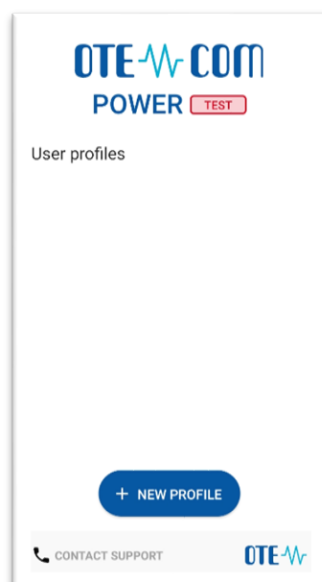 OTE COM
POWER TEST
User profiles
+ NEW PROFILE
CONTACT SUPPORT OTE